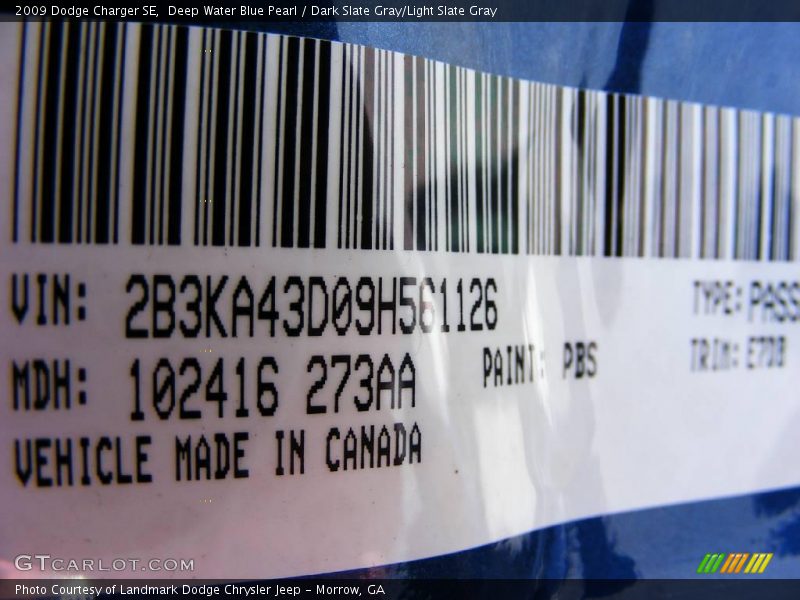 2009 Dodge Charger SE, Deep Water Blue Pearl / Dark Slate Gray/Light Slate Gray
VIN: 2B3KA43D09H561126 TYPE: PASS
MDH: 102416 273AA PAINT: PBS TRIM: E7DB
VEHICLE MADE IN CANADA
GTCARLOT.COM
Photo Courtesy of Landmark Dodge Chrysler Jeep – Morrow, GA